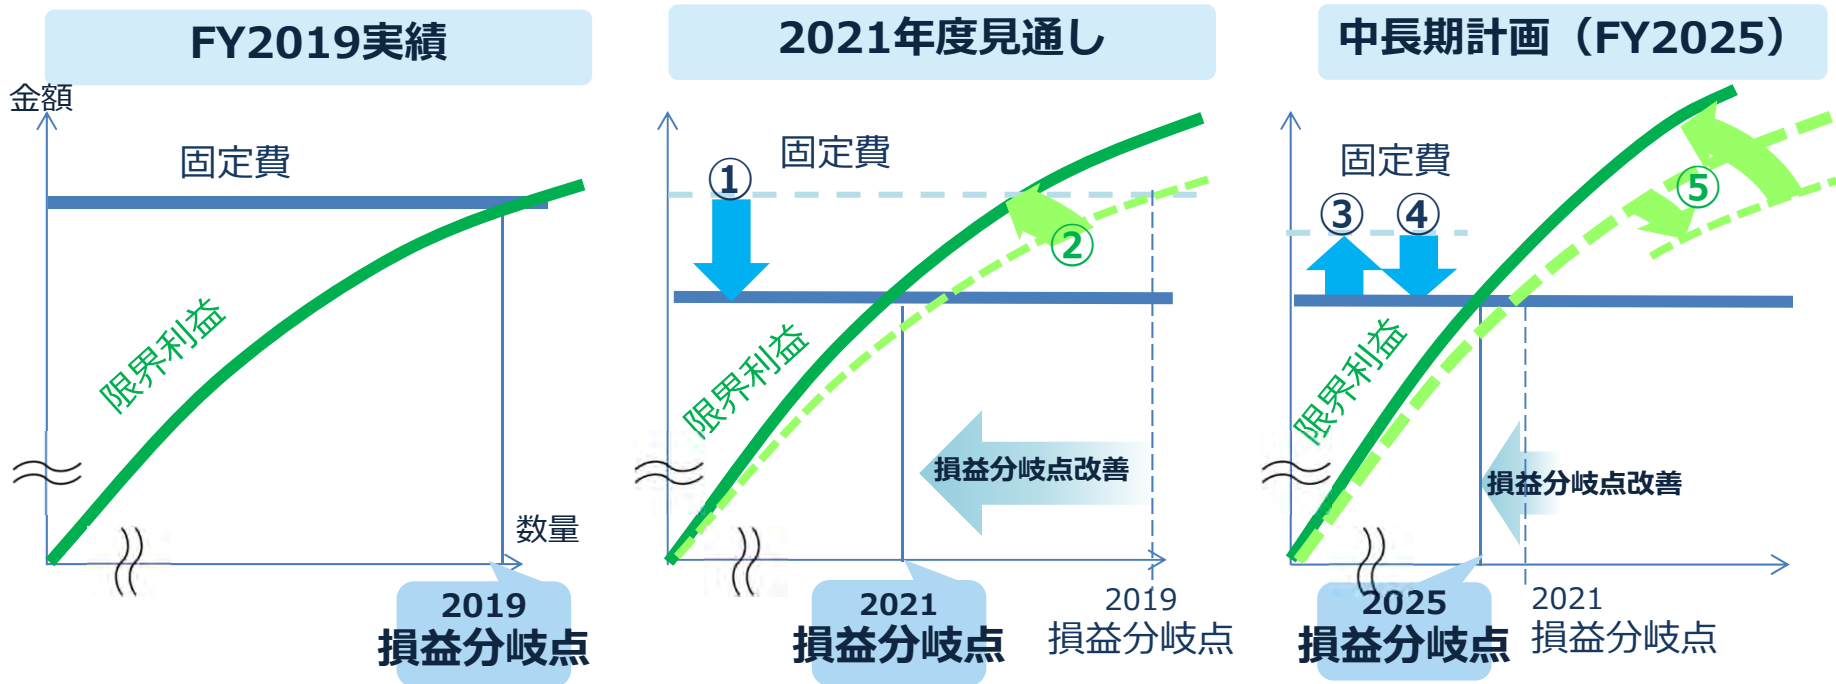 FY2019実績
金額
固定費
限界利益
数量
2019
損益分岐点
2021年度見通し
固定費
①
②
限界利益
損益分岐点改善
2021
損益分岐点
2019
損益分岐点
中長期計画（FY2025）
固定費
③
④
⑤
限界利益
損益分岐点改善
2025
損益分岐点
2021
損益分岐点